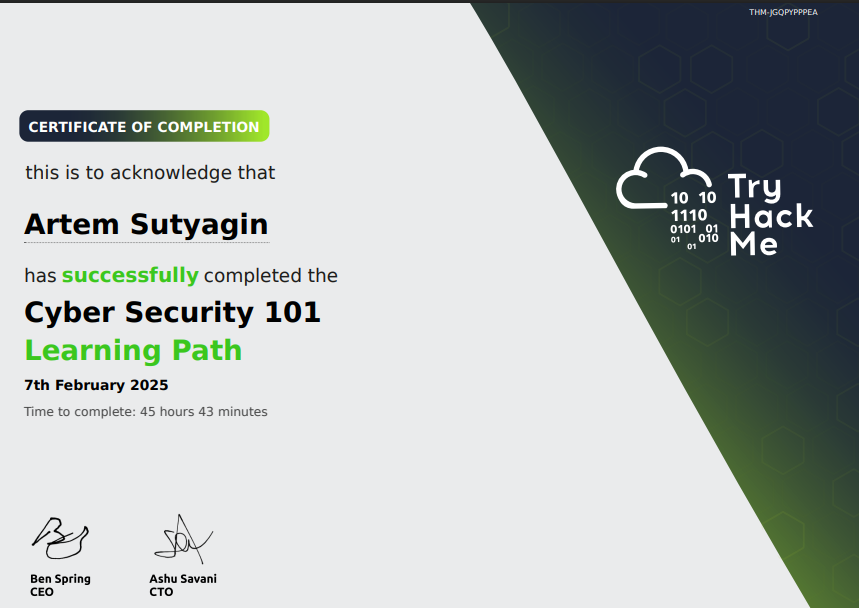 THM-JGQPYPPPEA
CERTIFICATE OF COMPLETION
this is to acknowledge that
Artem Sutyagin
has successfully completed the
Cyber Security 101
Learning Path
7th February 2025
Time to complete: 45 hours 43 minutes
10 10
1110
0101 01
01 010
01
Try
Hack
Me
Ben Spring
CEO
Ashu Savani
CTO